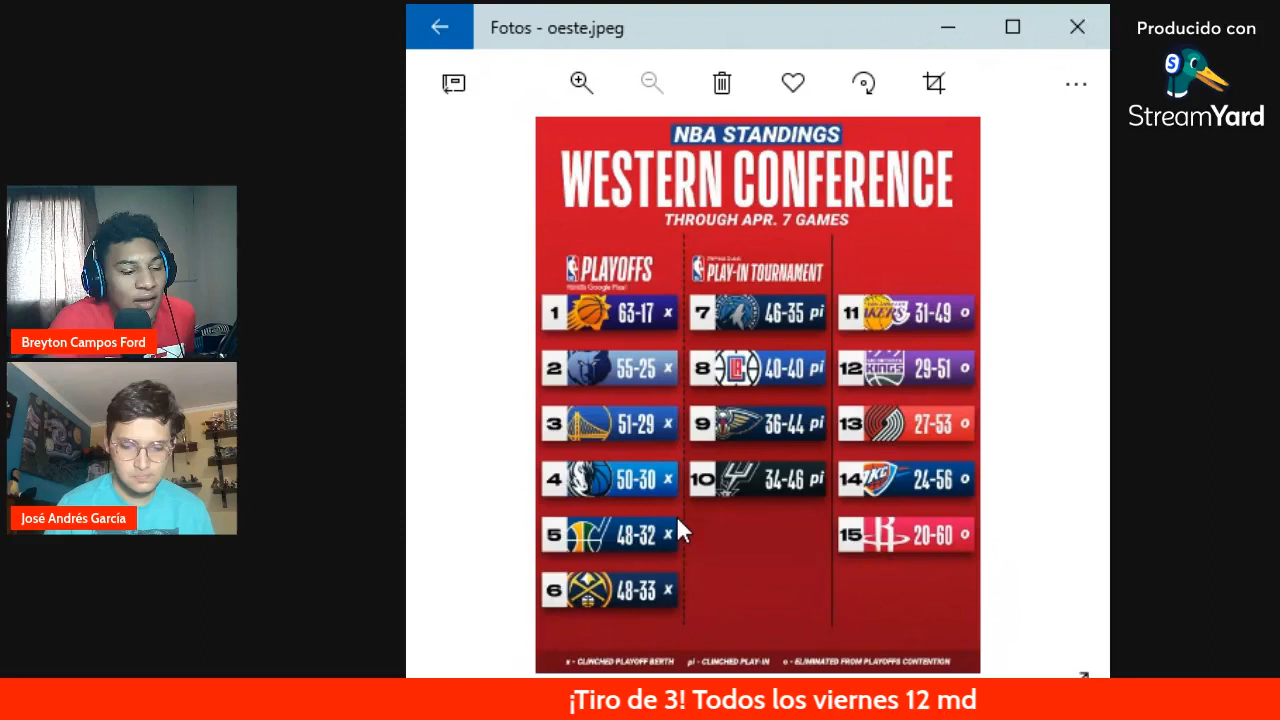 Fotos - oeste.jpeg
Producido con
StreamYard
NBA STANDINGS
WESTERN CONFERENCE
THROUGH APR. 7 GAMES
PLAYOFFS
PLAY-IN TOURNAMENT
1 63-17 x
2 55-25 x
3 51-29 x
4 50-30 x
5 48-32 x
6 48-33 x
7 46-35 pi
8 40-40 pi
9 36-44 pi
10 34-46 pi
11 31-49 o
12 KINGS 29-51 o
13 27-53 o
14 OKC 24-56 o
15 20-60 o
x - CLINCHED PLAYOFF BERTH pi - CLINCHED PLAY-IN o - ELIMINATED FROM PLAYOFFS CONTENTION
Breyton Campos Ford
José Andrés García
¡Tiro de 3! Todos los viernes 12 md